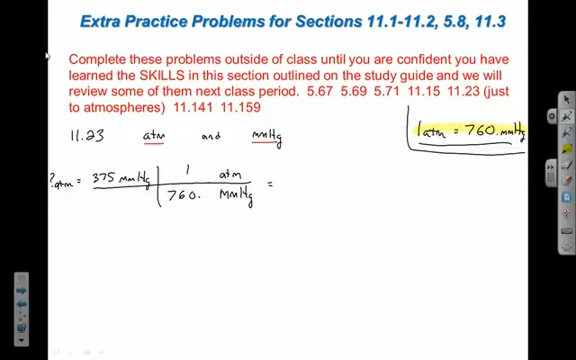 Extra Practice Problems for Sections 11.1-11.2, 5.8, 11.3
Complete these problems outside of class until you are confident you have
learned the SKILLS in this section outlined on the study guide and we will
review some of them next class period. 5.67 5.69 5.71 11.15 11.23 (just
to atmospheres) 11.141 11.159
1 atm = 760. mmHg
11.23 atm and mmHg
? atm = 375 mmHg | 1 atm =
760. mmHg